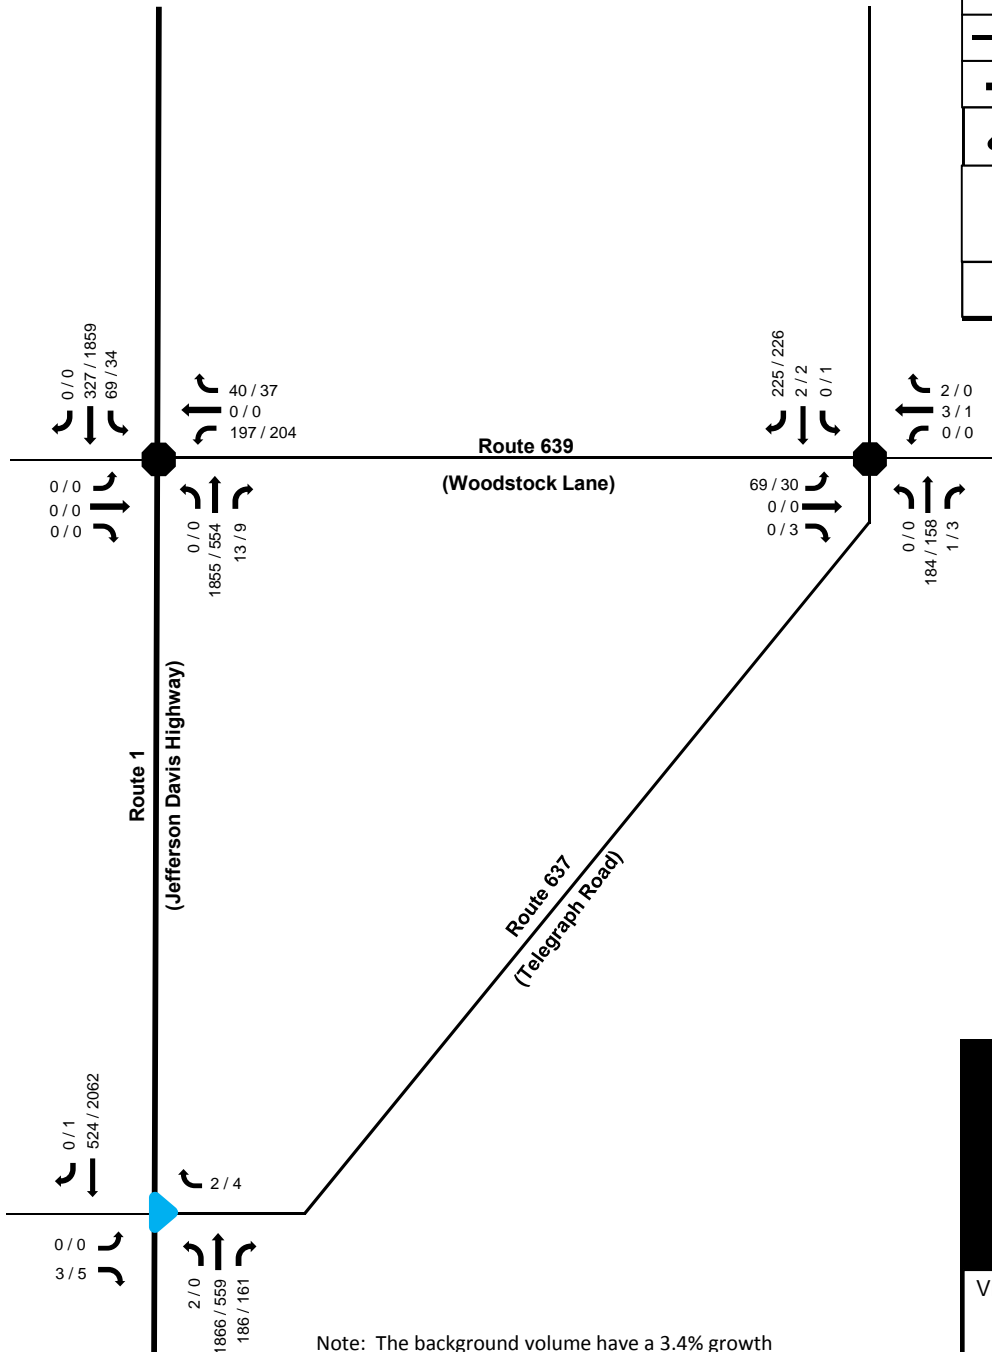 0 / 0
327 / 1859
69 / 34
40 / 37
0 / 0
197 / 204
0 / 0
0 / 0
0 / 0
0 / 0
1855 / 554
13 / 9
Route 639
(Woodstock Lane)
225 / 226
2 / 2
0 / 1
2 / 0
3 / 1
0 / 0
69 / 30
0 / 0
0 / 3
0 / 0
184 / 158
1 / 3
Route 1
(Jefferson Davis Highway)
Route 637
(Telegraph Road)
0 / 1
524 / 2062
2 / 4
0 / 0
3 / 5
2 / 0
1866 / 559
186 / 161
V
Note: The background volume have a 3.4% growth